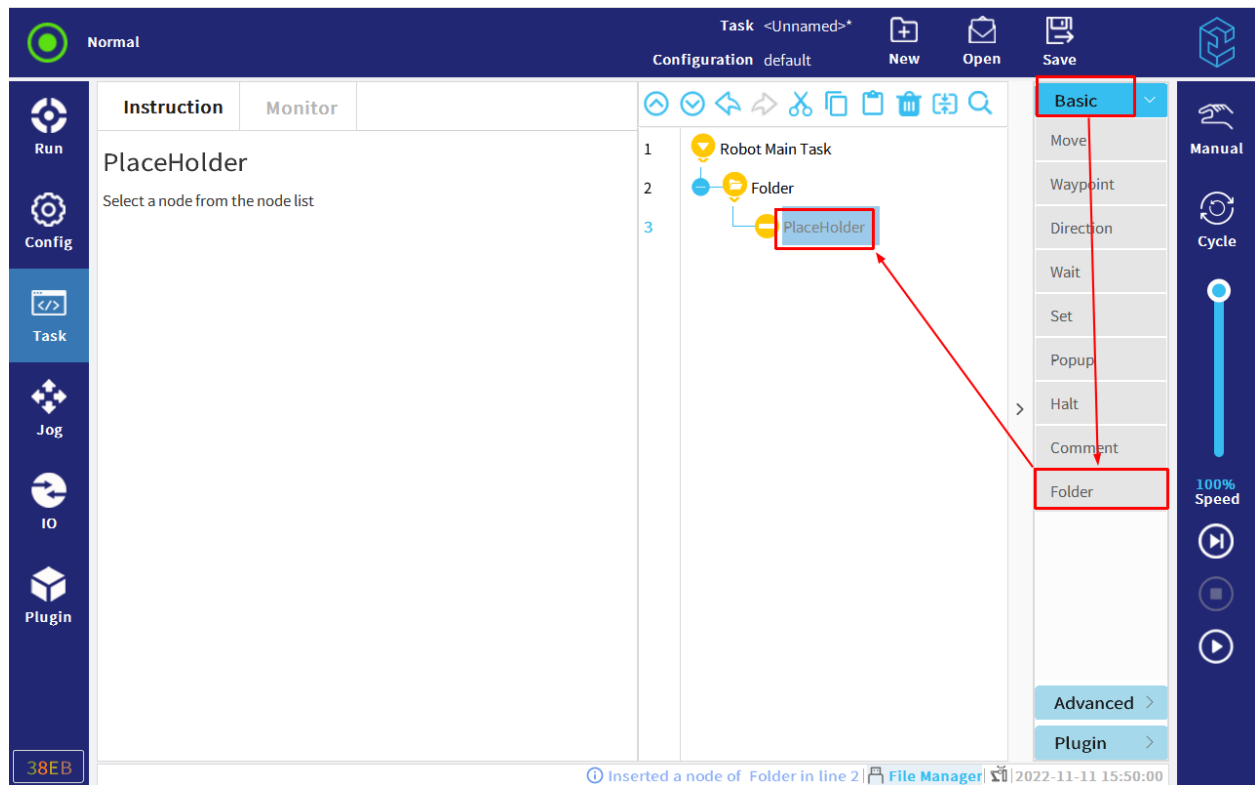 Normal
Task <Unnamed>*
Configuration default
New
Open
Save
Run
Config
Task
Jog
IO
Plugin
38EB
Instruction
Monitor
PlaceHolder
Select a node from the node list
1 Robot Main Task
2 Folder
3 PlaceHolder
Basic
Move
Waypoint
Direction
Wait
Set
Popup
Halt
Comment
Folder
Advanced
Plugin
Manual
Cycle
100%
Speed
Inserted a node of Folder in line 2 | File Manager | 2022-11-11 15:50:00